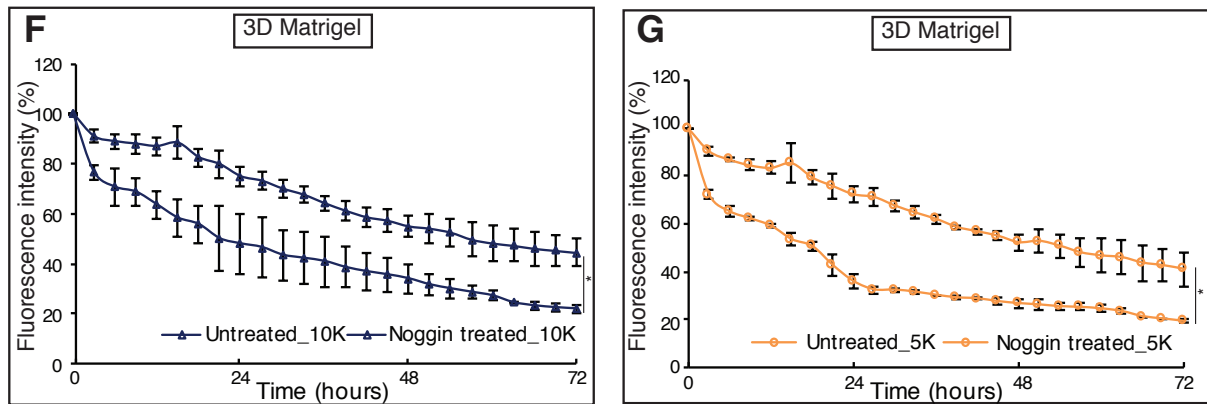 F
3D Matrigel
Fluorescence intensity (%)
120
100
80
60
40
20
0
*
Untreated_10K
Noggin treated_10K
0
24
48
72
Time (hours)
G
3D Matrigel
Fluorescence intensity (%)
120
100
80
60
40
20
0
*
Untreated_5K
Noggin treated_5K
0
24
48
72
Time (hours)